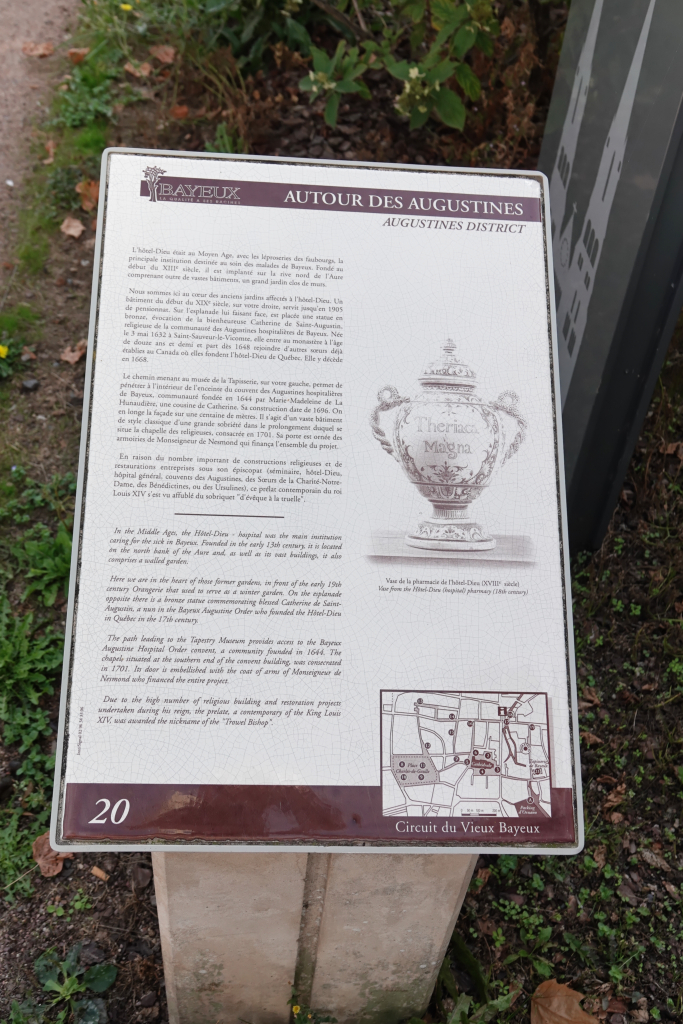 BAYEUX
LA QUALITÉ A SES RACINES
AUTOUR DES AUGUSTINES
AUGUSTINES DISTRICT
L'hôtel-Dieu était au Moyen Age, avec les léproseries des faubourgs, la
principale institution destinée au soin des malades de Bayeux. Fondé au
début du XIIIe siècle, il est implanté sur la rive nord de l'Aure
comprenant outre de vastes bâtiments, un grand jardin clos de murs.
Nous sommes ici au cœur des anciens jardins affectés à l'hôtel-Dieu. Un
bâtiment du début du XIXe siècle, sur votre droite, servit jusqu'en 1905
de pensionnat. Sur l'esplanade lui faisant face, est placée une statue en
bronze, évocation de la bienheureuse Catherine de Saint-Augustin,
religieuse de la communauté des Augustines hospitalières de Bayeux. Née
le 3 mai 1632 à Saint-Sauveur-le-Vicomte, elle entre au monastère à l'âge
de douze ans et demi et part dès 1648 rejoindre d'autres sœurs déjà
établies au Canada où elles fondent l'hôtel-Dieu de Québec. Elle y décède
en 1668.
Le chemin menant au musée de la Tapisserie, sur votre gauche, permet de
pénétrer à l'intérieur de l'enceinte du couvent des Augustines hospitalières
de Bayeux, communauté fondée en 1644 par Marie-Madeleine de La
Hunaudière, une cousine de Catherine. Sa construction date de 1696. On
en longe la façade sur une centaine de mètres. Il s'agit d'un vaste bâtiment
de style classique d'une grande sobriété dans le prolongement duquel se
situe la chapelle des religieuses, consacrée en 1701. Sa porte est ornée des
armoiries de Monseigneur de Nesmond qui finança l'ensemble du projet.
En raison du nombre important de constructions religieuses et de
restaurations entreprises sous son épiscopat (séminaire, hôtel-Dieu,
hôpital général, couvents des Augustines, des Sœurs de la Charité-Notre-
Dame, des Bénédictines, ou des Ursulines), ce prélat contemporain du roi
Louis XIV s'est vu affublé du sobriquet "d'évêque à la truelle".
In the Middle Ages, the Hôtel-Dieu - hospital was the main institution
caring for the sick in Bayeux. Founded in the early 13th century, it is located
on the north bank of the Aure and, as well as its vast buildings, it also
comprises a walled garden.
Here we are in the heart of those former gardens, in front of the early 19th
century Orangerie that used to serve as a winter garden. On the esplanade
opposite there is a bronze statue commemorating blessed Catherine de Saint-
Augustin, a nun in the Bayeux Augustine Order who founded the Hôtel-Dieu
in Québec in the 17th century.
The path leading to the Tapestry Museum provides access to the Bayeux
Augustine Hospital Order convent, a community founded in 1644. The
chapel situated at the southern end of the convent building, was consecrated
in 1701. Its door is embellished with the coat of arms of Monseigneur de
Nesmond who financed the entire project.
Due to the high number of religious building and restoration projects
undertaken during his reign, the prelate, a contemporary of the King Louis
XIV, was awarded the nickname of the "Trowel Bishop".
Theriaca
Magna
Vase de la pharmacie de l'hôtel-Dieu (XVIIIe siècle)
Vase from the Hôtel-Dieu (hospital) pharmacy (18th century)
Place
Charles-de-Gaulle
Cathédrale
Parking
d'Ornano
20
Circuit du Vieux Bayeux